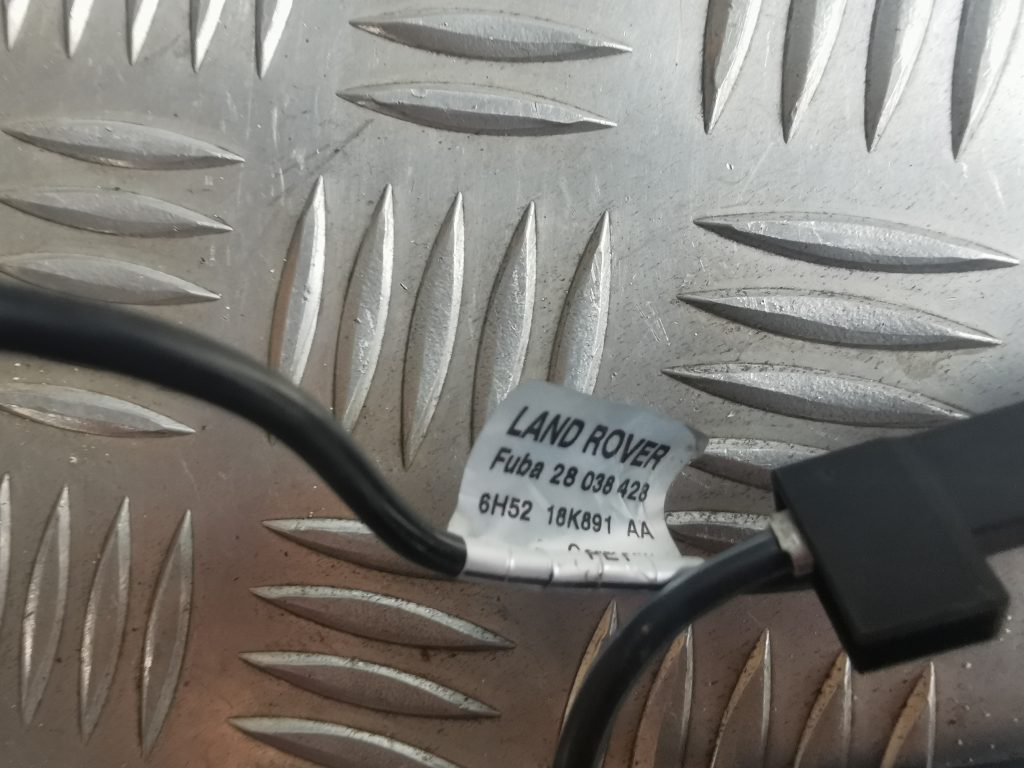 LAND ROVER
Fuba 28 038 428
6H52 18K891 AA